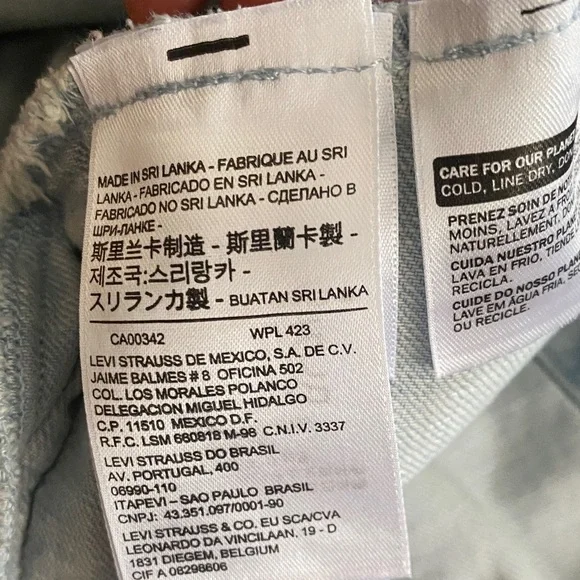 MADE IN SRI LANKA - FABRIQUE AU SRI
LANKA - FABRICADO EN SRI LANKA -
FABRICADO NO SRI LANKA - СДЕЛАНО В
ШРИ-ЛАНКЕ -
斯里兰卡制造 - 斯里蘭卡製 -
제조국:스리랑카 -
スリランカ製 - BUATAN SRI LANKA
CA00342 WPL 423
LEVI STRAUSS DE MEXICO, S.A. DE C.V.
JAIME BALMES # 8 OFICINA 502
COL. LOS MORALES POLANCO
DELEGACION MIGUEL HIDALGO
C.P. 11510 MEXICO D.F.
R.F.C. LSM 680818 M-98 C.N.I.V. 3337
LEVI STRAUSS DO BRASIL
AV. PORTUGAL, 400
06990-110
ITAPEVI - SAO PAULO BRASIL
CNPJ: 43.351.097/0001-90
LEVI STRAUSS & CO. EU SCA/CVA
LEONARDO DA VINCILAAN. 19 - D
1831 DIEGEM, BELGIUM
CIF A 08298606
CARE FOR OUR PLANET
COLD, LINE DRY.
PRENEZ SOIN DE
MOINS, LAVEZ À
NATURELLEMENT.
CUIDA NUESTRO
LAVA EN FRIO.
RECICLA.
CUIDE DO NOSSO
LAVE EM ÁGUA FRIA,
OU RECICLE.